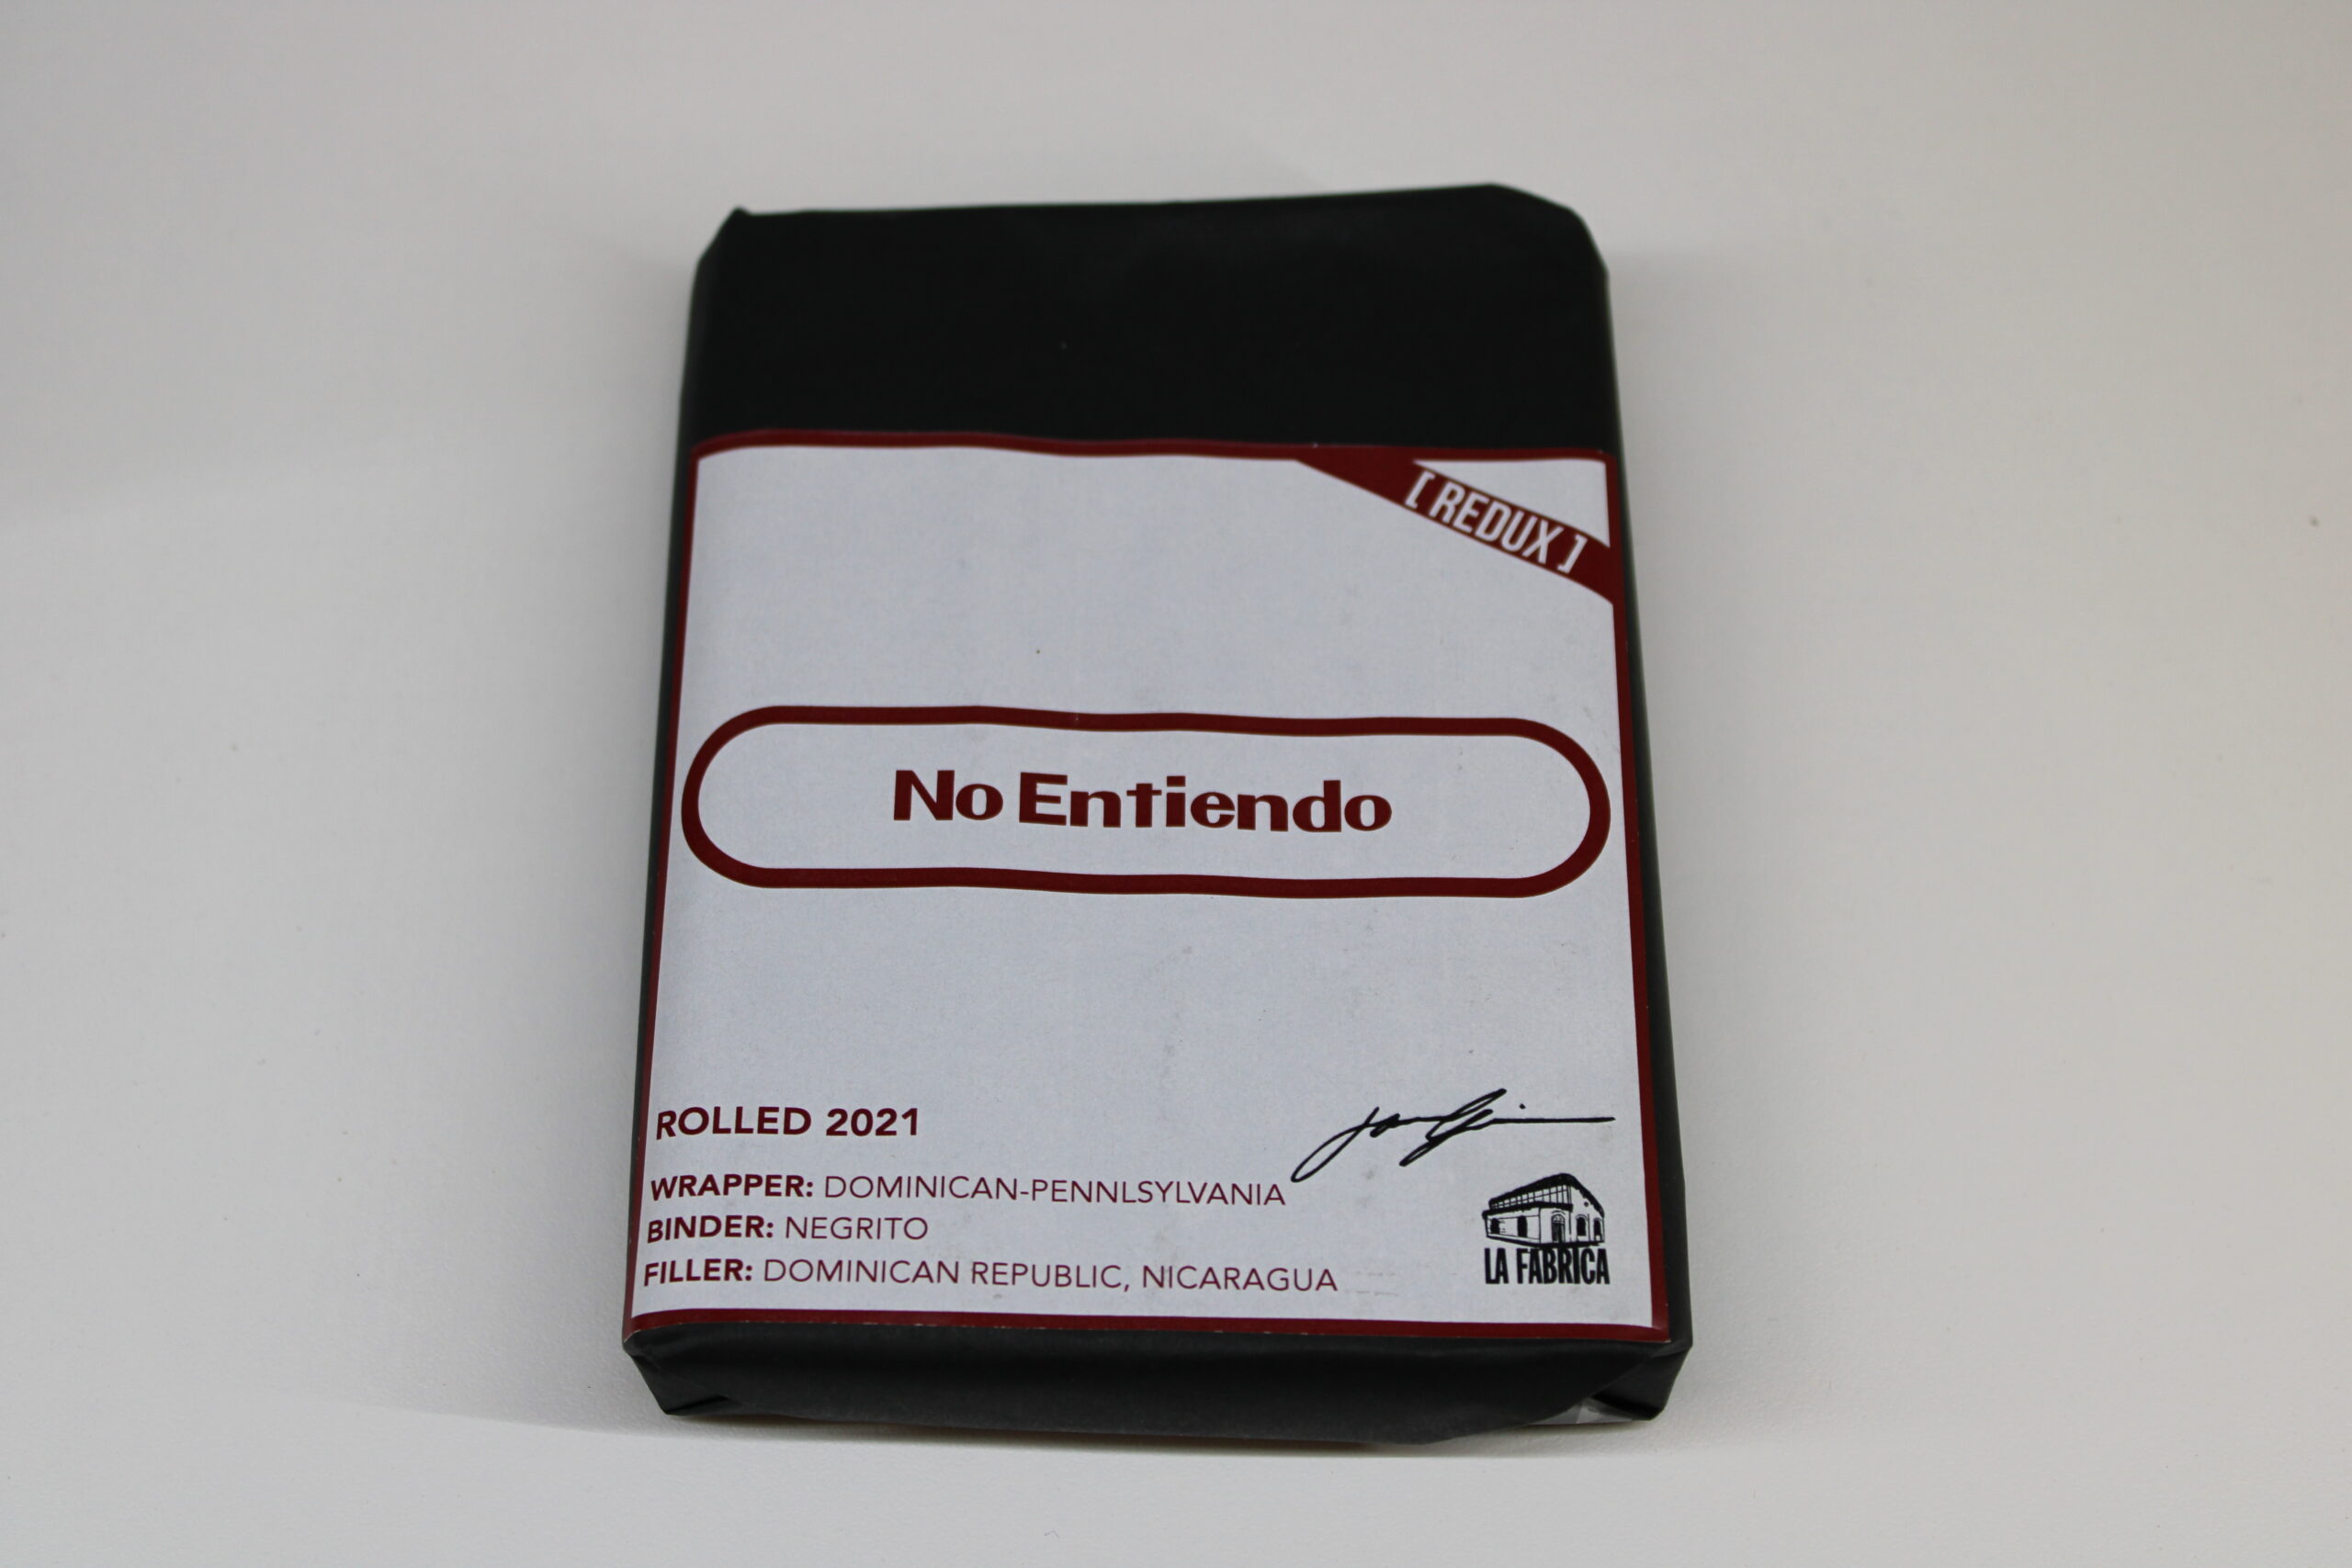 [ REDUX ]
No Entiendo
ROLLED 2021
WRAPPER: DOMINICAN-PENNLSYLVANIA
BINDER: NEGRITO
FILLER: DOMINICAN REPUBLIC, NICARAGUA
LA FABRICA